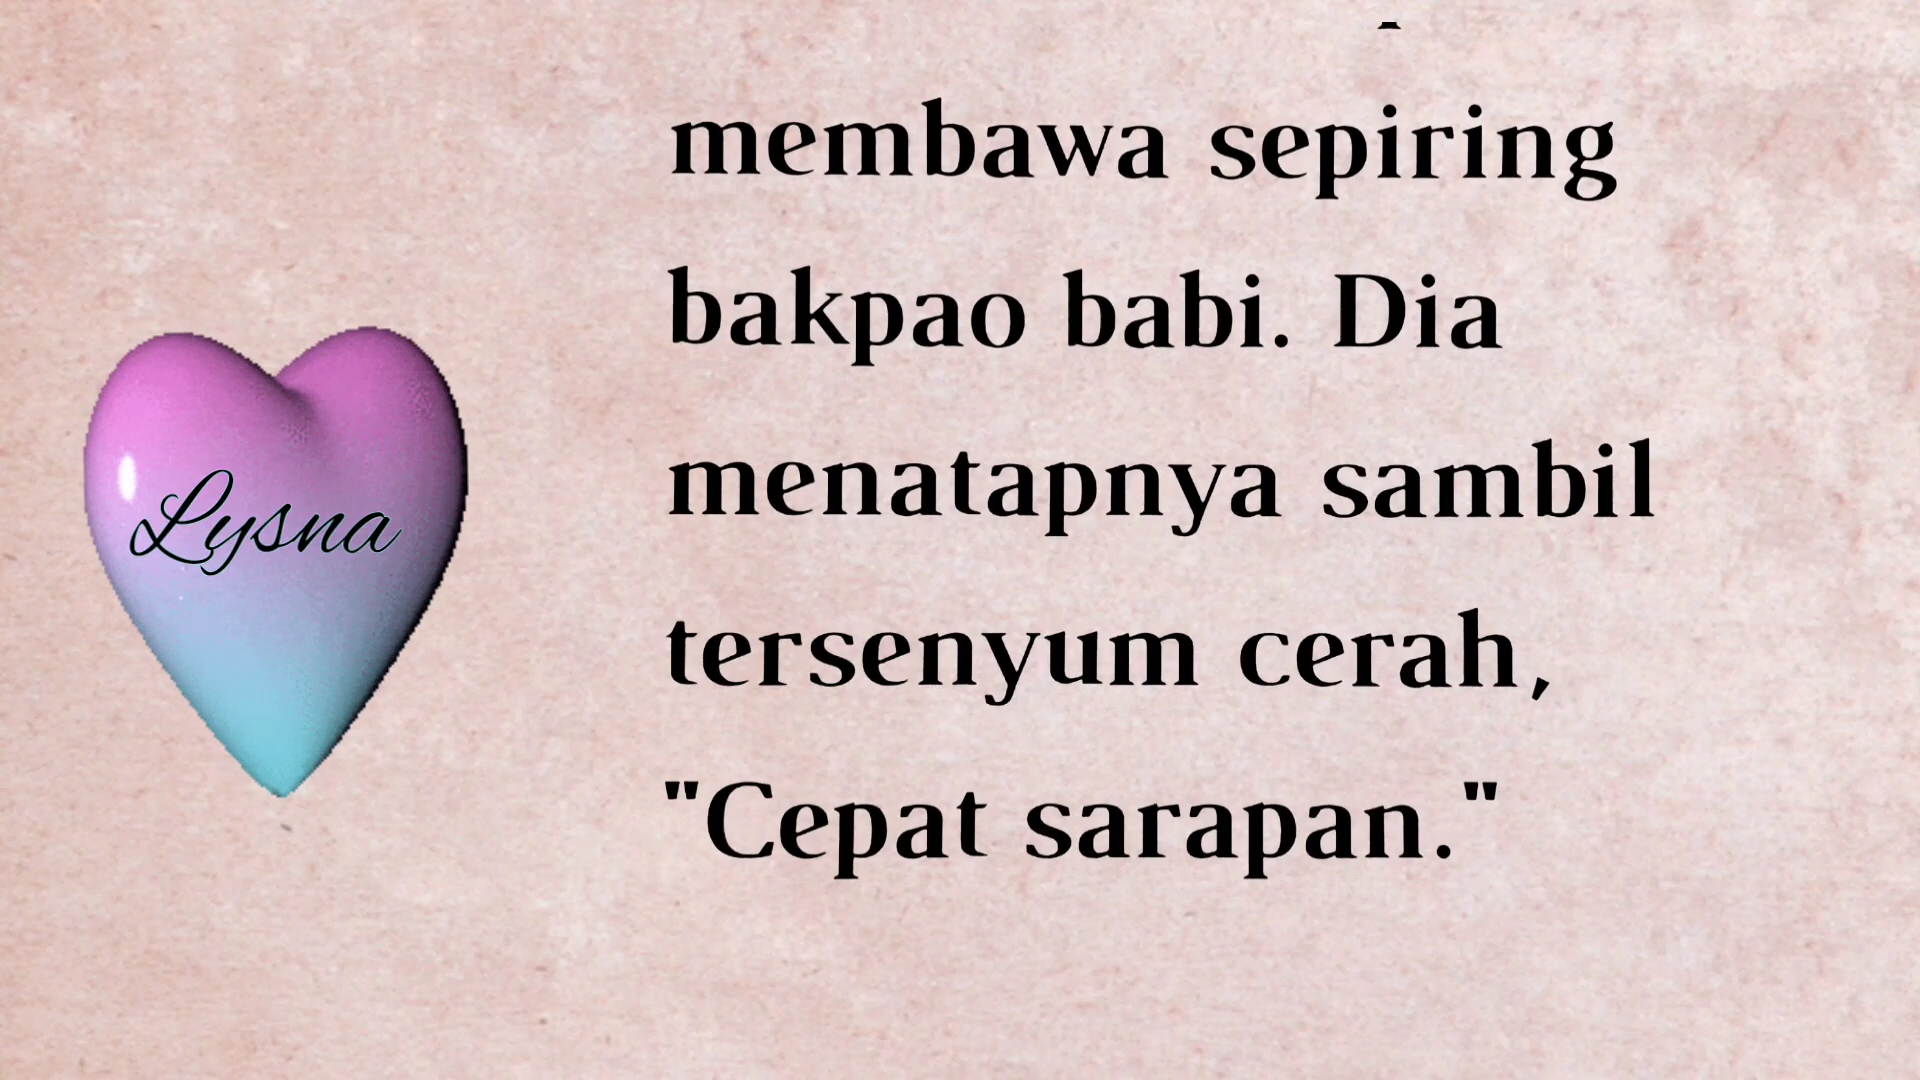 membawa sepiring
bakpao babi. Dia
menatapnya sambil
tersenyum cerah,
"Cepat sarapan."
Lysna